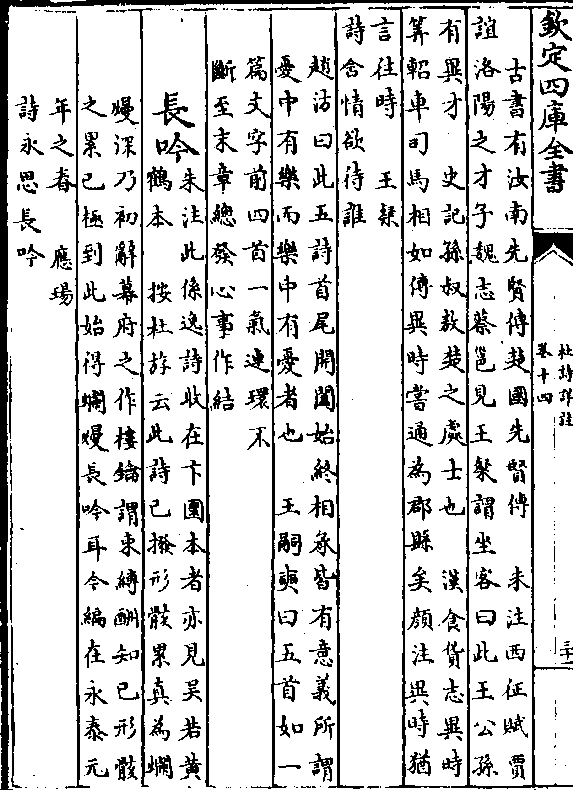 欽定四庫全書
杜詩詳註
卷十四
古書有汝南先賢傳楚國先賢傳　朱注西征賦賈
誼洛陽之才子魏志蔡邕見王粲謂坐客曰此王公孫
有異才　史記孫叔敖楚之處士也　漢食貨志異時
算軺車司馬相如傳異時嘗通為郡縣矣顔注異時猶
言往時　王粲
詩含情欲待誰
趙汸曰此五詩首尾開闔始終相承皆有意義所謂
憂中有樂而樂中有憂者也　王嗣奭曰五首如一
篇文字前四首一氣連環不
斷至末章總發心事作結
長吟
朱注此係逸詩收在卞圜本者亦見吴若黄
鶴本　按杜斿云此詩已撥形骸累真為爛
熳深乃初辭幕府之作樓鑰謂束縛酬知已形骸
之累已極到此始得爛熳長吟耳今編在永泰元
年之春　應瑒
詩永思長吟